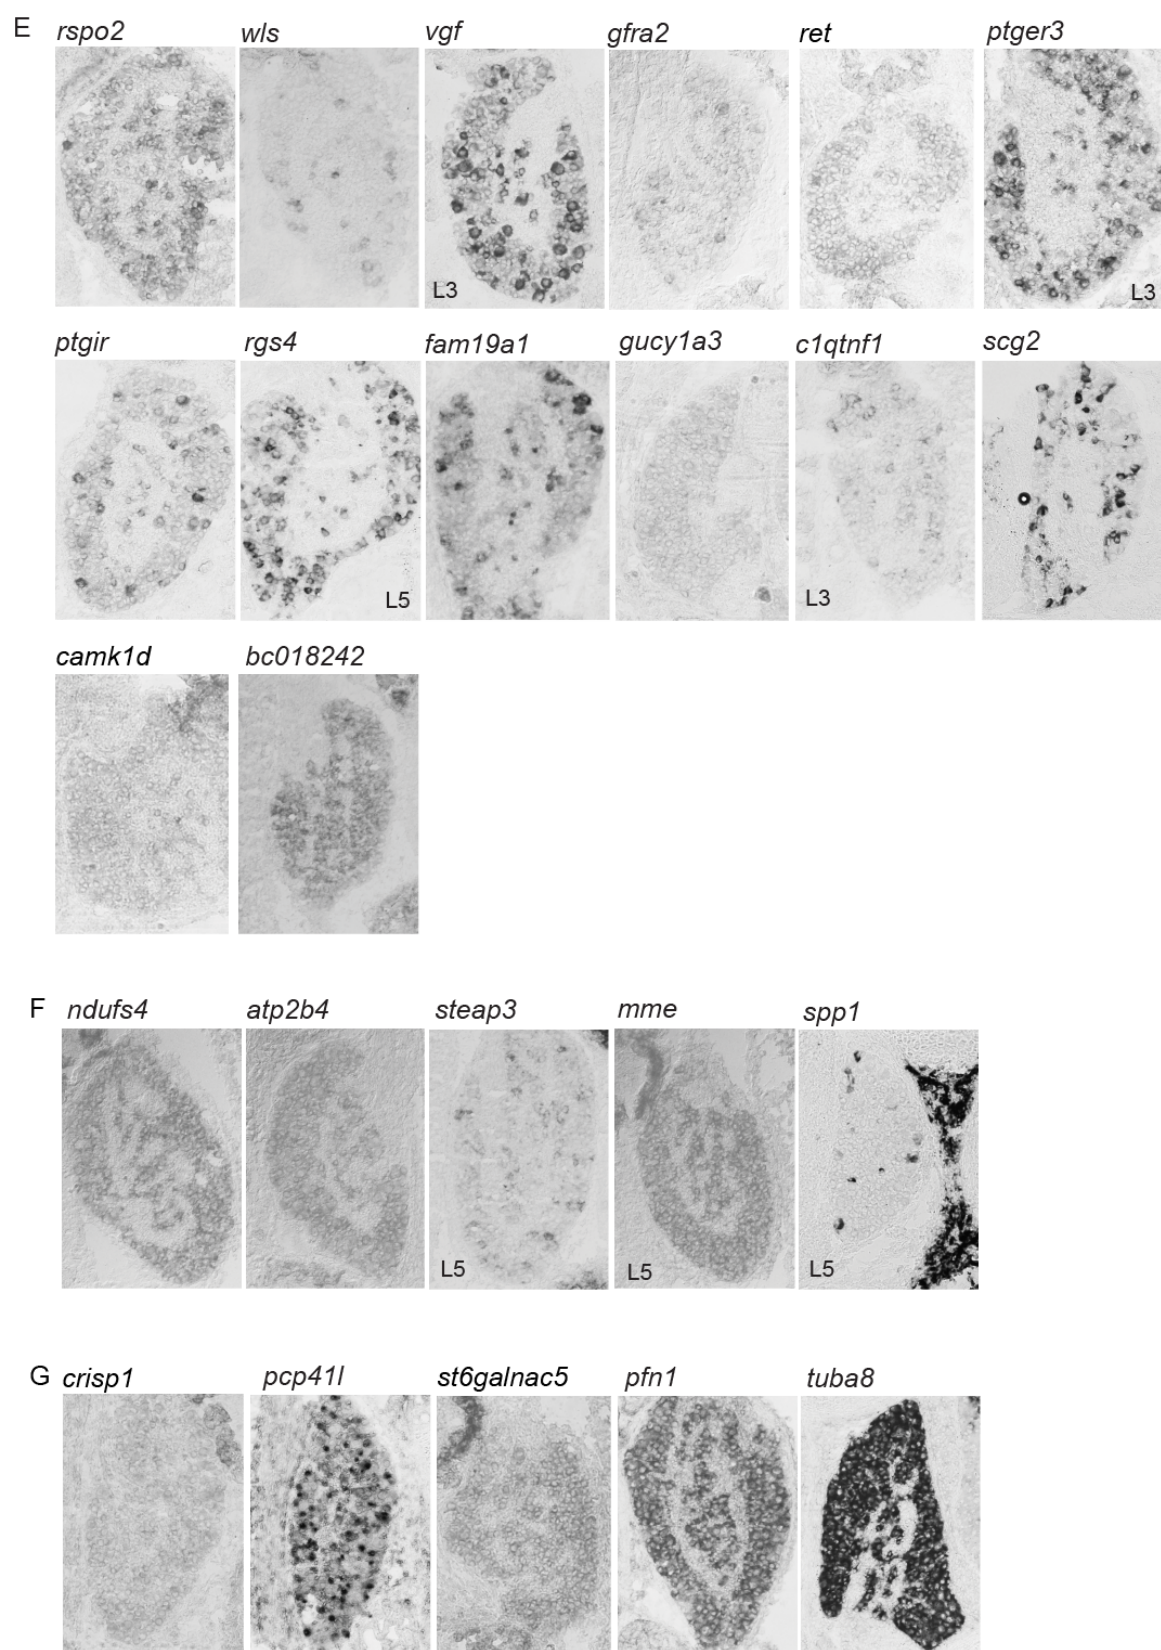 E rspo2 wls vgf gfra2 ret ptger3
L3 L3
ptgir rgs4 fam19a1 gucy1a3 c1qtnf1 scg2
L5 L3
camk1d bc018242
F ndufs4 atp2b4 steap3 mme spp1
L5 L5 L5
G crisp1 pcp41l st6galnac5 pfn1 tuba8